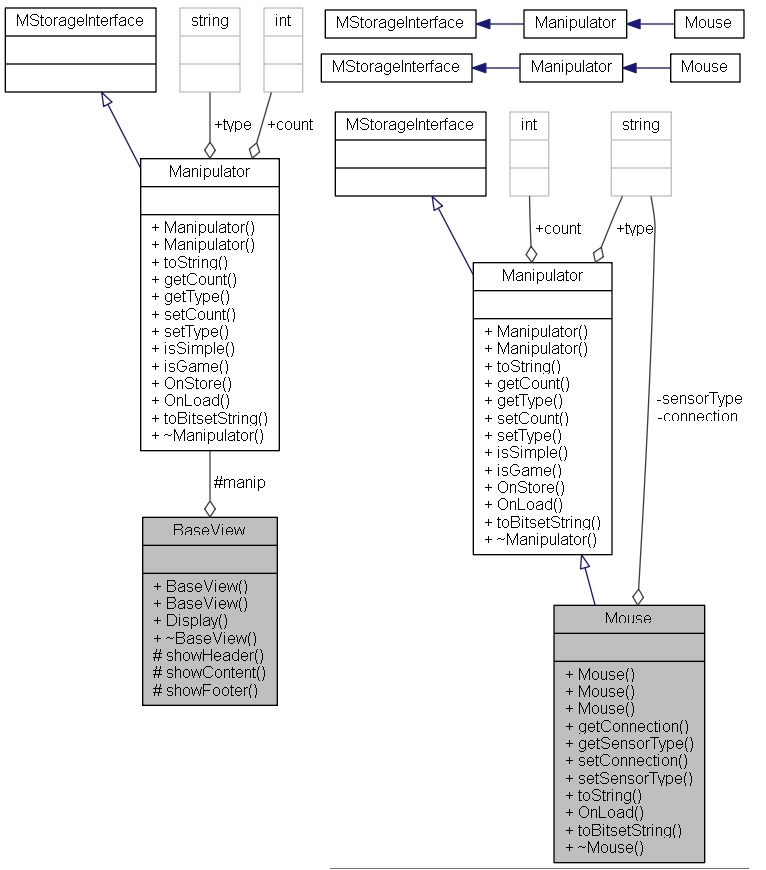 MStorageInterface
string
int
+type
+count
Manipulator
+ Manipulator()
+ Manipulator()
+ toString()
+ getCount()
+ getType()
+ setCount()
+ setType()
+ isSimple()
+ isGame()
+ OnStore()
+ OnLoad()
+ toBitsetString()
+ ~Manipulator()
#manip
BaseView
+ BaseView()
+ BaseView()
+ Display()
+ ~BaseView()
# showHeader()
# showContent()
# showFooter()
MStorageInterface
Manipulator
Mouse
MStorageInterface
Manipulator
Mouse
MStorageInterface
int
string
+count
+type
Manipulator
+ Manipulator()
+ Manipulator()
+ toString()
+ getCount()
+ getType()
+ setCount()
+ setType()
+ isSimple()
+ isGame()
+ OnStore()
+ OnLoad()
+ toBitsetString()
+ ~Manipulator()
-sensorType
-connection
Mouse
+ Mouse()
+ Mouse()
+ Mouse()
+ getConnection()
+ getSensorType()
+ setConnection()
+ setSensorType()
+ toString()
+ OnLoad()
+ toBitsetString()
+ ~Mouse()